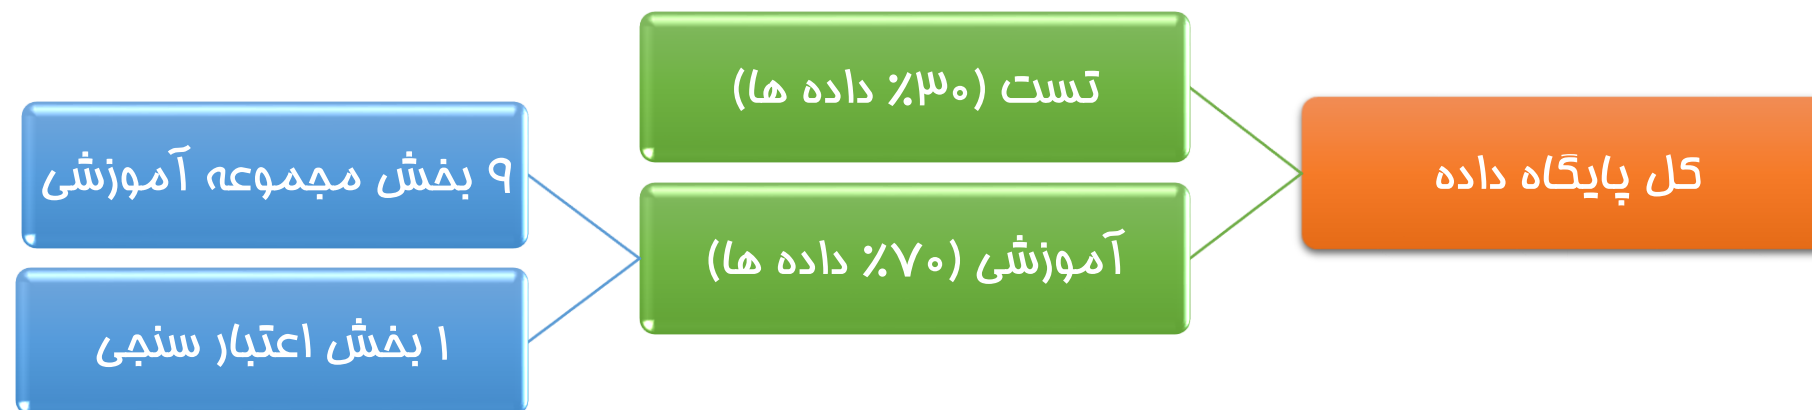 کل پایگاه داده
تست (۳۰٪ داده ها)
آموزشی (۷۰٪ داده ها)
۹ بخش مجموعه آموزشی
۱ بخش اعتبار سنجی